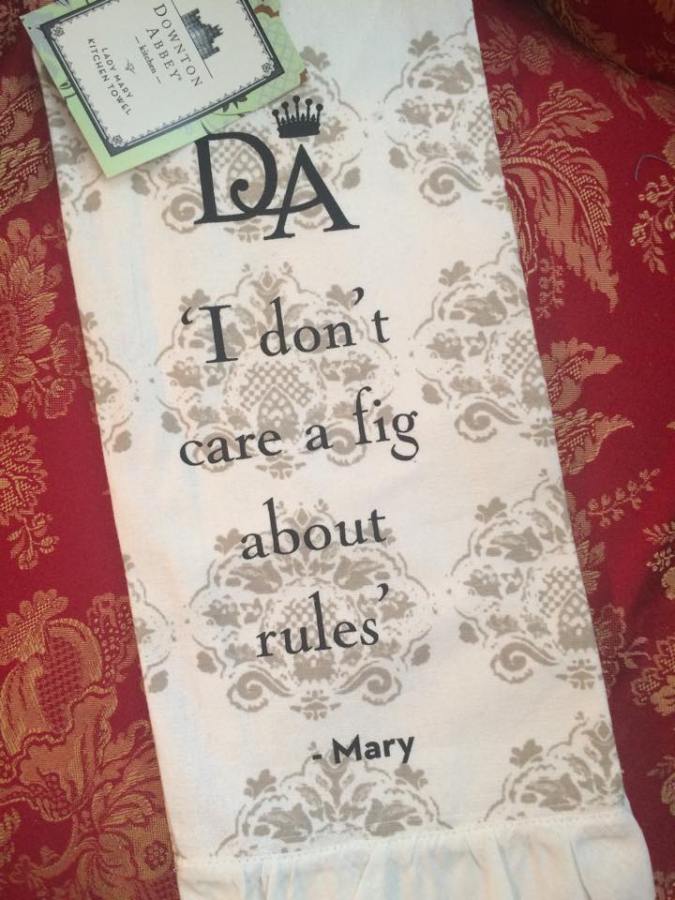 DOWNTON
ABBEY®
— kitchen —
LADY MARY
KITCHEN TOWEL
DA
‘I don’t
care a fig
about
rules’
- Mary